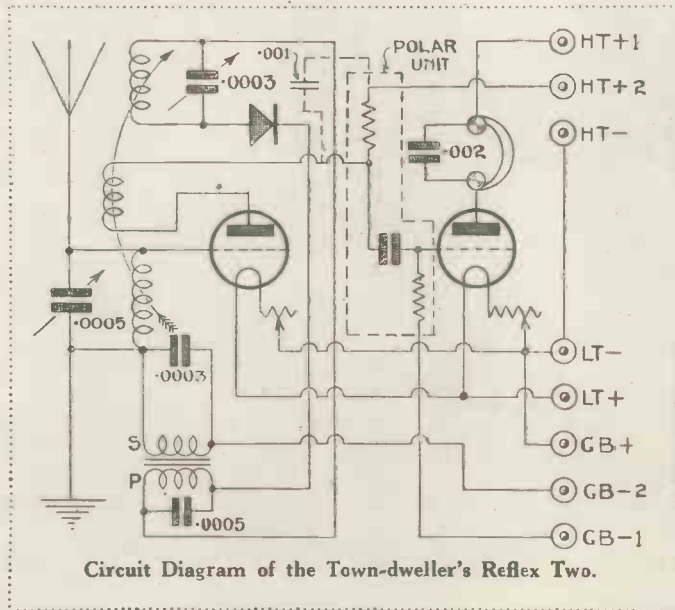 .001
POLAR
UNIT
HT+1
.0003
HT+2
.002
HT-
.0005
.0003
LT-
LT+
S
GB+
P
GB-2
.0005
GB-1
Circuit Diagram of the Town-dweller's Reflex Two.